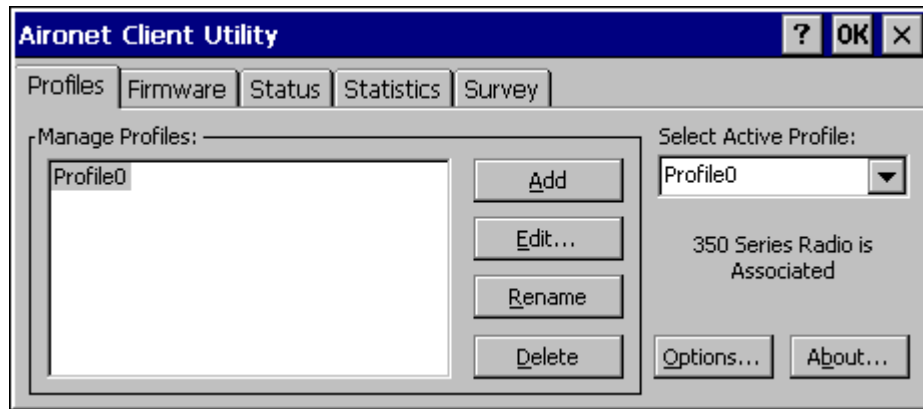 Aironet Client Utility ? OK ×
Profiles Firmware Status Statistics Survey
Manage Profiles:
Profile0
Add
Edit...
Rename
Delete
Select Active Profile:
Profile0
350 Series Radio is
Associated
Options... About...